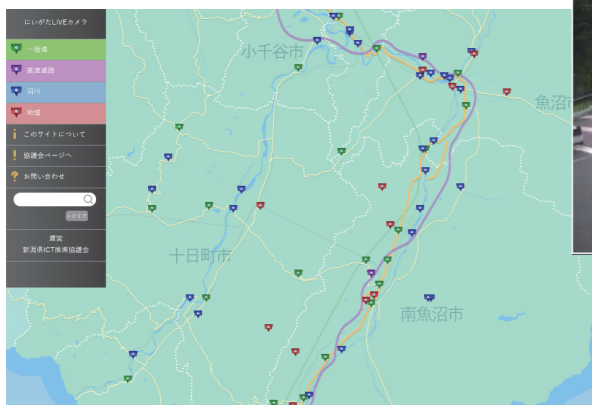 にいがたLIVEカメラ
一般道
高速道路
河川
地域
このサイトについて
協議会ページへ
お問い合わせ
クリア
運営
新潟県ICT推進協議会
小千谷市
魚沼
十日町市
南魚沼市